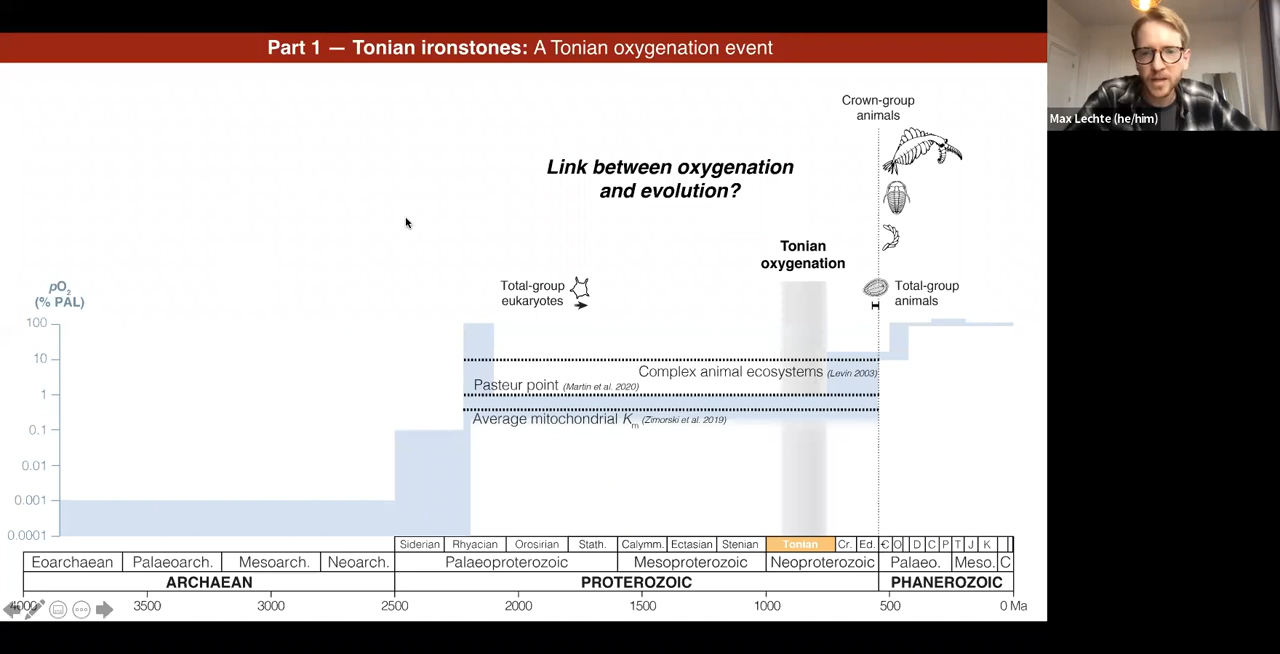 Part 1 — Tonian ironstones: A Tonian oxygenation event
Max Lechte (he/him)
Crown-group
animals
Link between oxygenation
and evolution?
Tonian
oxygenation
Total-group
eukaryotes
Total-group
animals
pO2
(% PAL)
100
10
1
0.1
0.01
0.001
0.0001
Complex animal ecosystems (Levin 2003)
Pasteur point (Martin et al. 2020)
Average mitochondrial Km (Zimorski et al. 2019)
Siderian Rhyacian Orosirian Stath. Calymm. Ectasian Stenian Tonian Cr. Ed. Є O D C P T J K
Eoarchaean Palaeoarch. Mesoarch. Neoarch. Palaeoproterozoic Mesoproterozoic Neoproterozoic Palaeo. Meso. C
ARCHAEAN PROTEROZOIC PHANEROZOIC
4000 3500 3000 2500 2000 1500 1000 500 0 Ma